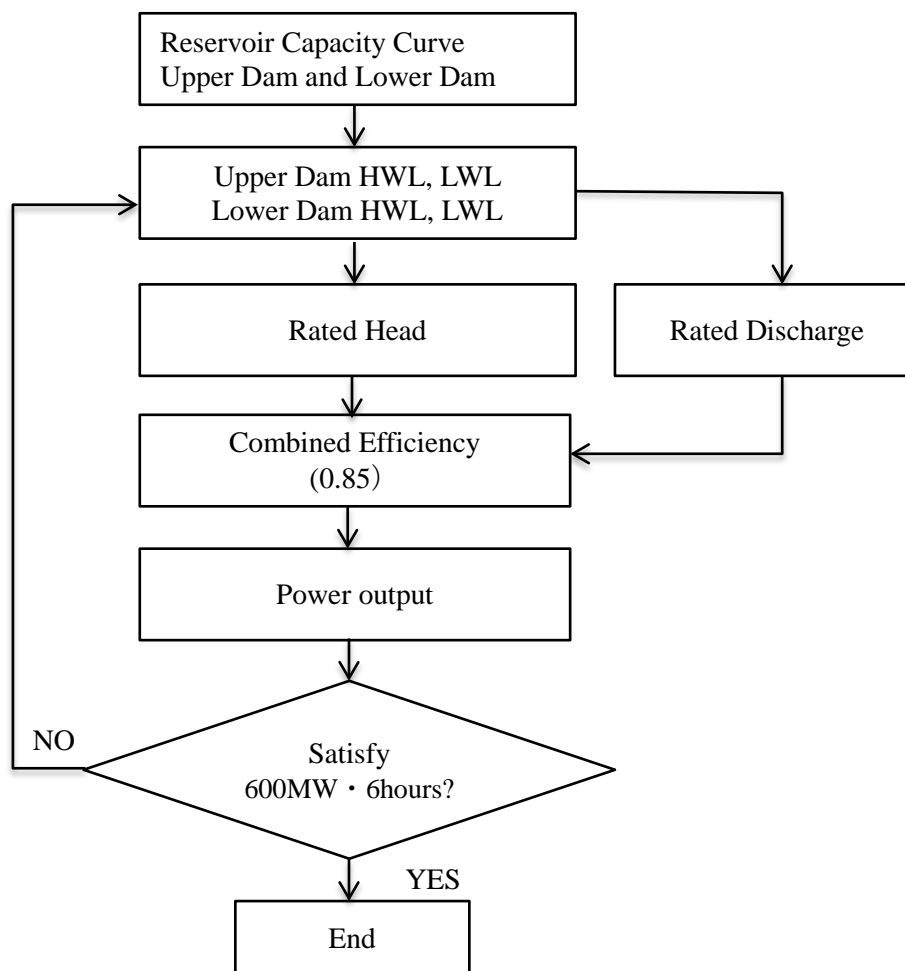 Reservoir Capacity Curve
Upper Dam and Lower Dam
Upper Dam HWL, LWL
Lower Dam HWL, LWL
Rated Head
Rated Discharge
Combined Efficiency
(0.85）
Power output
NO
Satisfy
600MW・6hours?
YES
End